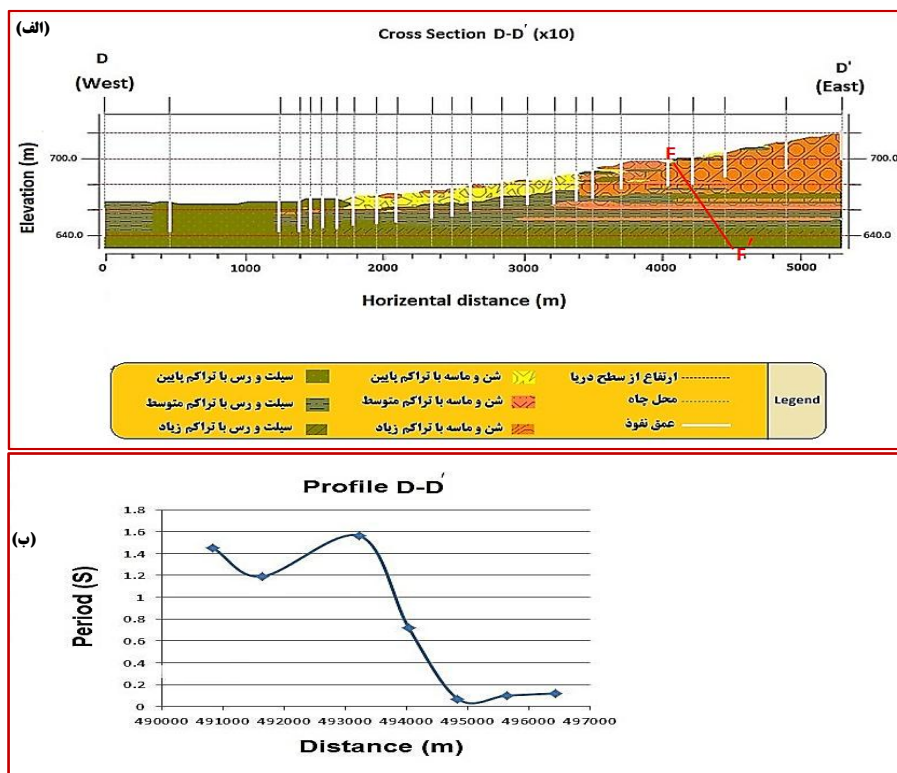 (الف)
Cross Section D-D' (x10)
D
(West)
D'
(East)
Elevation (m)
700.0
640.0
700.0
640.0
F
F'
0
1000
2000
3000
4000
5000
Horizental distance (m)
سیلت و رس با تراکم پایین
شن و ماسه با تراکم پایین
ارتفاع از سطح دریا
سیلت و رس با تراکم متوسط
شن و ماسه با تراکم متوسط
محل چاه
سیلت و رس با تراکم زیاد
شن و ماسه با تراکم زیاد
عمق نفوذ
Legend
(ب)
Profile D-D'
Period (S)
1.8
1.6
1.4
1.2
1
0.8
0.6
0.4
0.2
0
490000 491000 492000 493000 494000 495000 496000 497000
Distance (m)